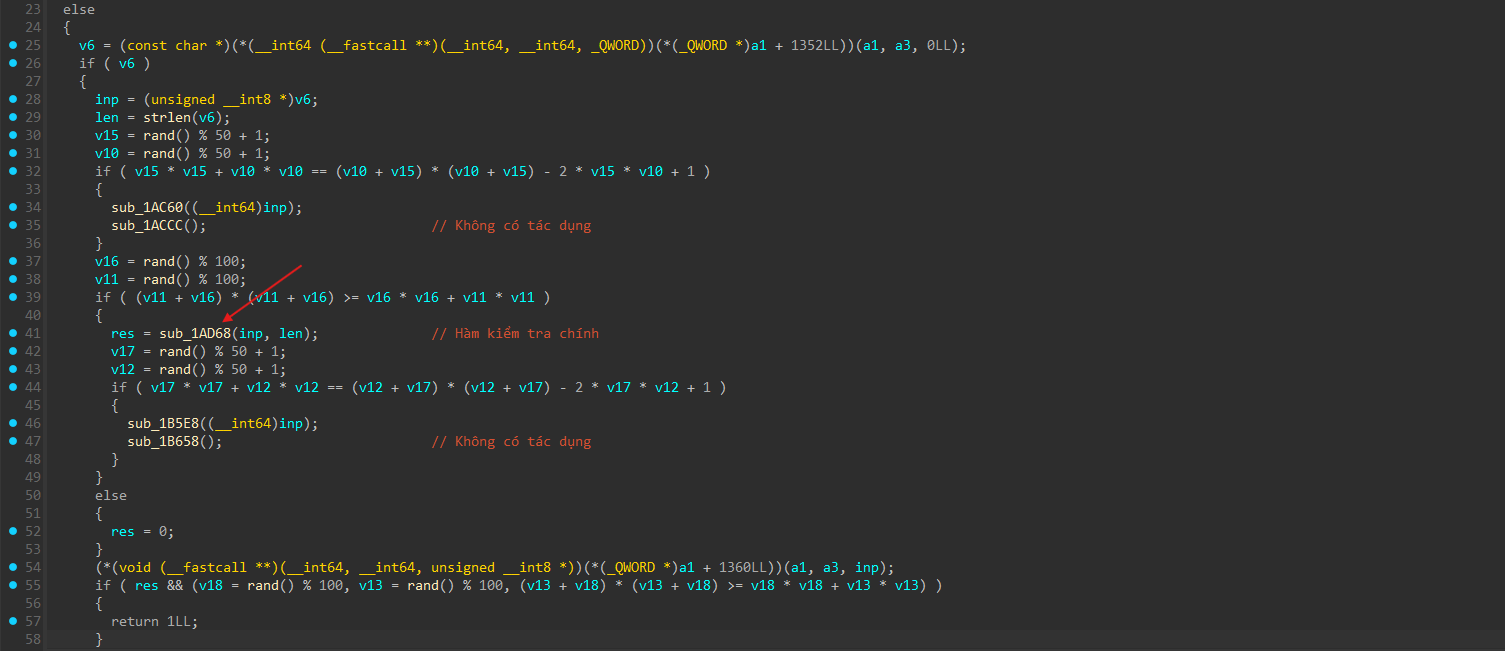 23 else
24 {
25 v6 = (const char *)(*(__int64 (__fastcall **)(__int64, __int64, _QWORD))(*(_QWORD *)a1 + 1352LL))(a1, a3, 0LL);
26 if ( v6 )
27 {
28 inp = (unsigned __int8 *)v6;
29 len = strlen(v6);
30 v15 = rand() % 50 + 1;
31 v10 = rand() % 50 + 1;
32 if ( v15 * v15 + v10 * v10 == (v10 + v15) * (v10 + v15) - 2 * v15 * v10 + 1 )
33 {
34 sub_1AC60((__int64)inp);
35 sub_1ACCC(); // Không có tác dụng
36 }
37 v16 = rand() % 100;
38 v11 = rand() % 100;
39 if ( (v11 + v16) * (v11 + v16) >= v16 * v16 + v11 * v11 )
40 {
41 res = sub_1AD68(inp, len); // Hàm kiểm tra chính
42 v17 = rand() % 50 + 1;
43 v12 = rand() % 50 + 1;
44 if ( v17 * v17 + v12 * v12 == (v12 + v17) * (v12 + v17) - 2 * v17 * v12 + 1 )
45 {
46 sub_1B5E8((__int64)inp);
47 sub_1B658(); // Không có tác dụng
48 }
49 }
50 else
51 {
52 res = 0;
53 }
54 (*(void (__fastcall **)(__int64, __int64, unsigned __int8 *))(*(_QWORD *)a1 + 1360LL))(a1, a3, inp);
55 if ( res && (v18 = rand() % 100, v13 = rand() % 100, (v13 + v18) * (v13 + v18) >= v18 * v18 + v13 * v13) )
56 {
57 return 1LL;
58 }